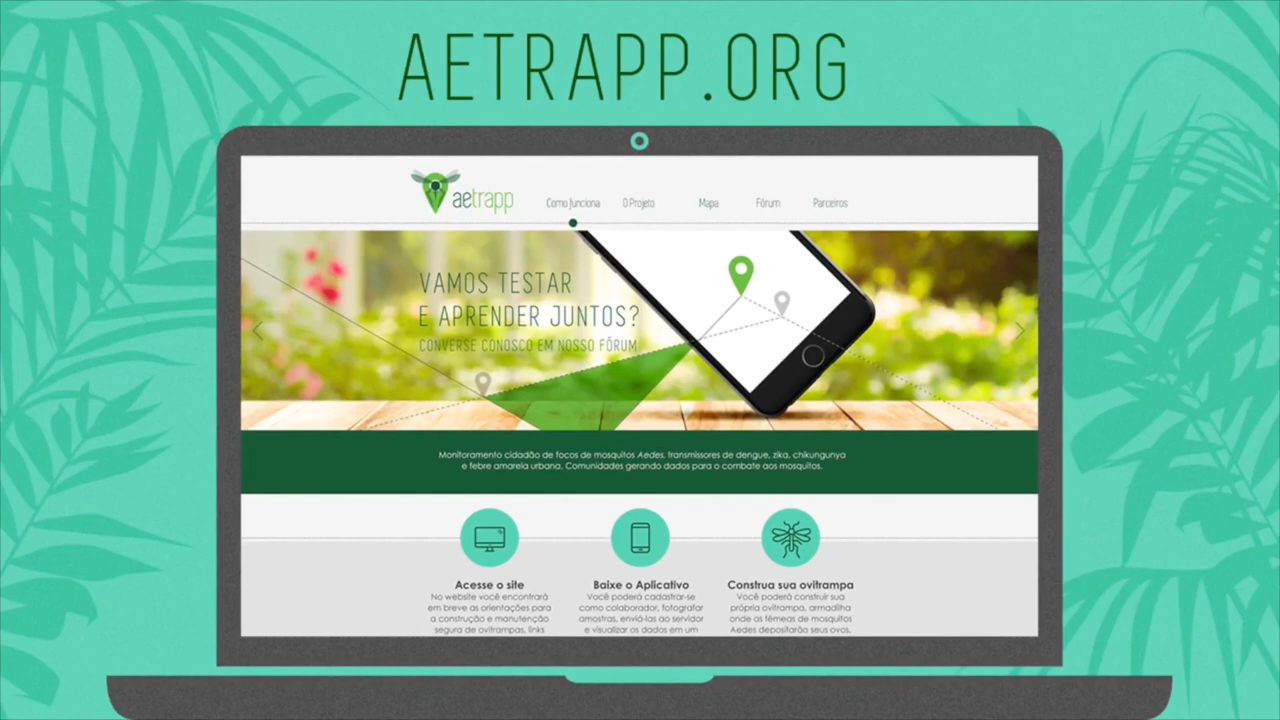 AETRAPP.ORG
aetrapp
Como funciona O Projeto Mapa Fórum Parceiros
VAMOS TESTAR
E APRENDER JUNTOS?
CONVERSE CONOSCO EM NOSSO FÓRUM
Monitoramento cidadão de focos de mosquitos Aedes, transmissores de dengue, zika, chikungunya
e febre amarela urbana. Comunidades gerando dados para o combate aos mosquitos.
Acesse o site
No website você encontrará
em breve as orientações para
a construção e manutenção
segura de ovitrampas, links
Baixe o Aplicativo
Você poderá cadastrar-se
como colaborador, fotografar
amostras, enviá-las ao servidor
e visualizar os dados em um
Construa sua ovitrampa
Você poderá construir sua
própria ovitrampa, armadilha
onde as fêmeas de mosquitos
Aedes depositarão seus ovos,